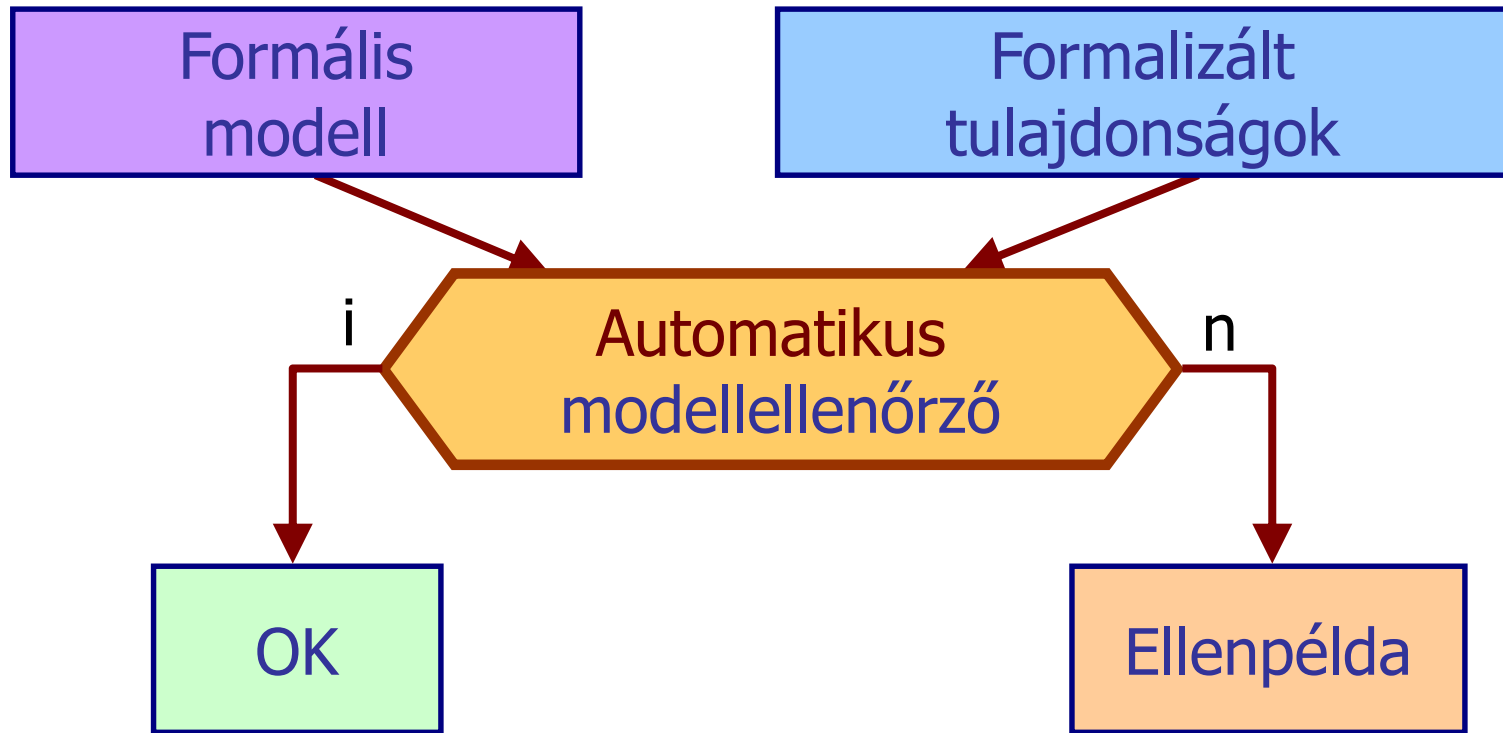 Formális
modell
Formalizált
tulajdonságok
i
Automatikus
modellellenőrző
n
OK
Ellenpélda